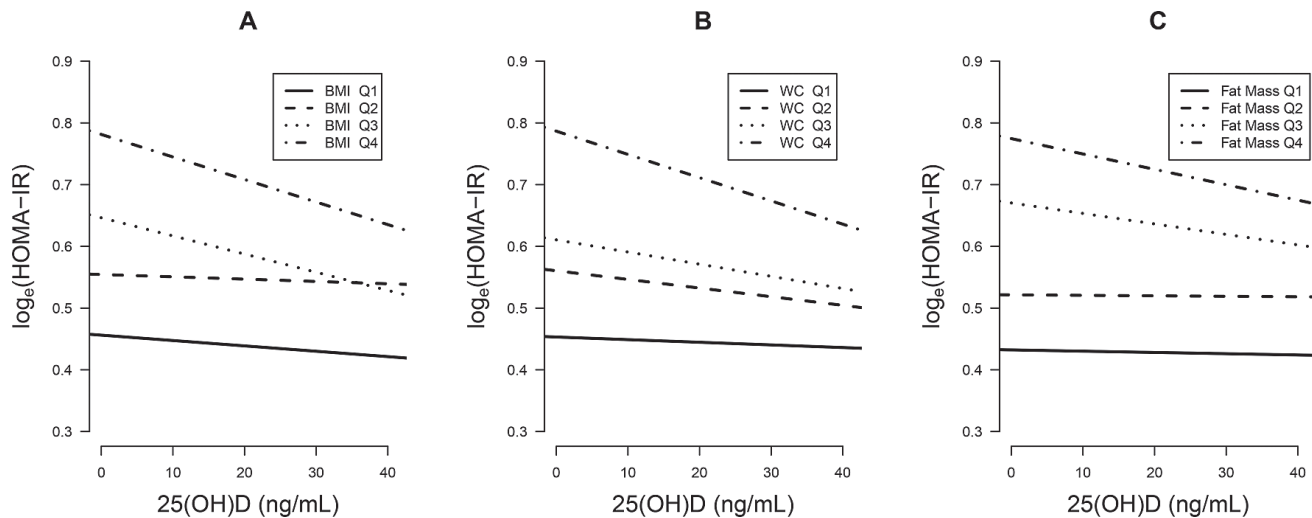 A
0.9
0.8
0.7
0.6
0.5
0.4
0.3
logₑ(HOMA−IR)
BMI Q1
BMI Q2
BMI Q3
BMI Q4
0 10 20 30 40
25(OH)D (ng/mL)
B
0.9
0.8
0.7
0.6
0.5
0.4
0.3
logₑ(HOMA−IR)
WC Q1
WC Q2
WC Q3
WC Q4
0 10 20 30 40
25(OH)D (ng/mL)
C
0.9
0.8
0.7
0.6
0.5
0.4
0.3
logₑ(HOMA−IR)
Fat Mass Q1
Fat Mass Q2
Fat Mass Q3
Fat Mass Q4
0 10 20 30 40
25(OH)D (ng/mL)